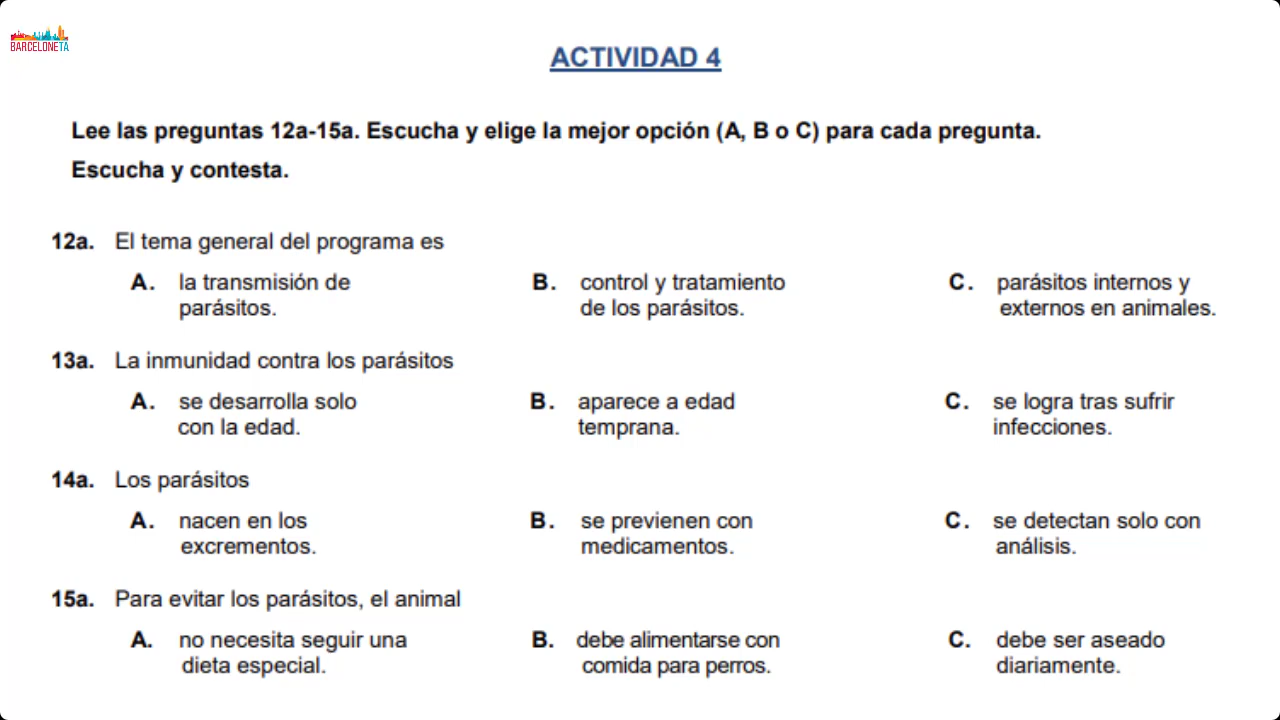 BARCELONETA
ACTIVIDAD 4
Lee las preguntas 12a-15a. Escucha y elige la mejor opción (A, B o C) para cada pregunta.
Escucha y contesta.
12a. El tema general del programa es
A. la transmisión de
parásitos.
B. control y tratamiento
de los parásitos.
C. parásitos internos y
externos en animales.
13a. La inmunidad contra los parásitos
A. se desarrolla solo
con la edad.
B. aparece a edad
temprana.
C. se logra tras sufrir
infecciones.
14a. Los parásitos
A. nacen en los
excrementos.
B. se previenen con
medicamentos.
C. se detectan solo con
análisis.
15a. Para evitar los parásitos, el animal
A. no necesita seguir una
dieta especial.
B. debe alimentarse con
comida para perros.
C. debe ser aseado
diariamente.